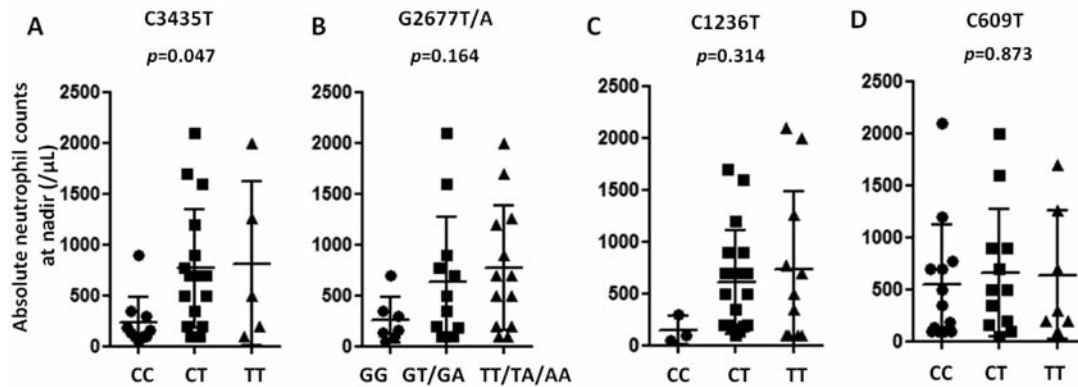 A
C3435T
p=0.047
B
G2677T/A
p=0.164
C
C1236T
p=0.314
D
C609T
p=0.873
Absolute neutrophil counts
at nadir (/µL)
2500
2000
1500
1000
500
0
CC
CT
TT
2500
2000
1500
1000
500
0
GG
GT/GA
TT/TA/AA
2500
2000
1500
1000
500
0
CC
CT
TT
2500
2000
1500
1000
500
0
CC
CT
TT